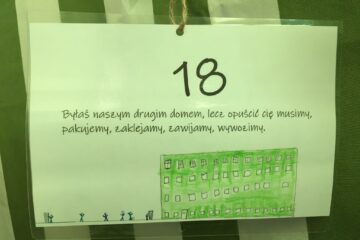 18
Byłaś naszym drugim domem, lecz opuścić cię musimy,
pakujemy, zaklejamy, zawijamy, wywozimy.